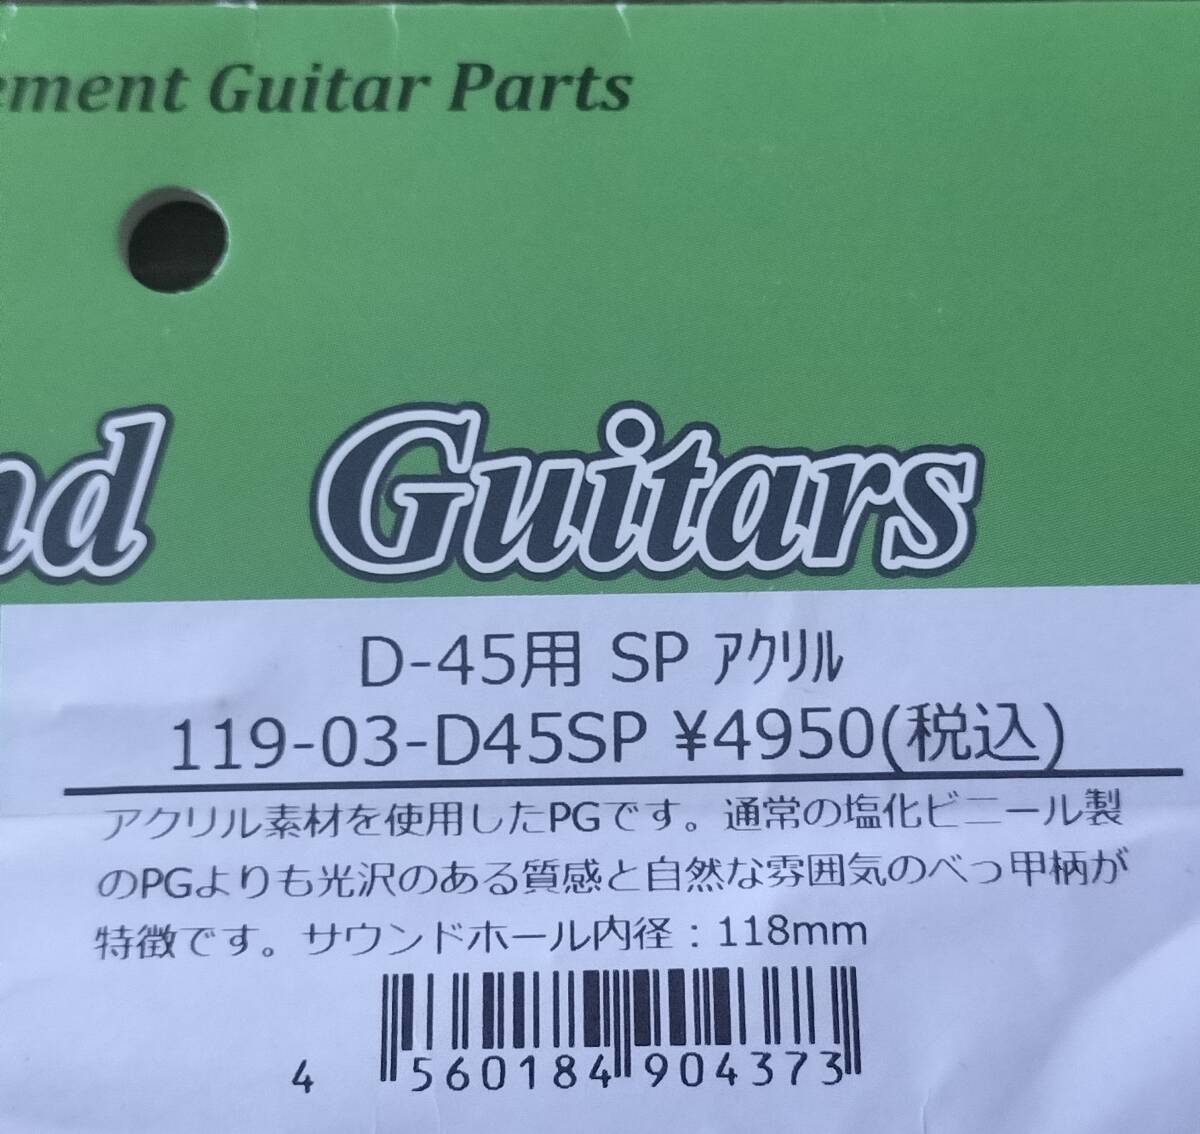 ement Guitar Parts
nd Guitars
D-45用 SP ｱｸﾘﾙ
119-03-D45SP ¥4950(税込)
アクリル素材を使用したPGです。通常の塩化ビニール製
のPGよりも光沢のある質感と自然な雰囲気のべっ甲柄が
特徴です。サウンドホール内径：118mm
4 560184 904373